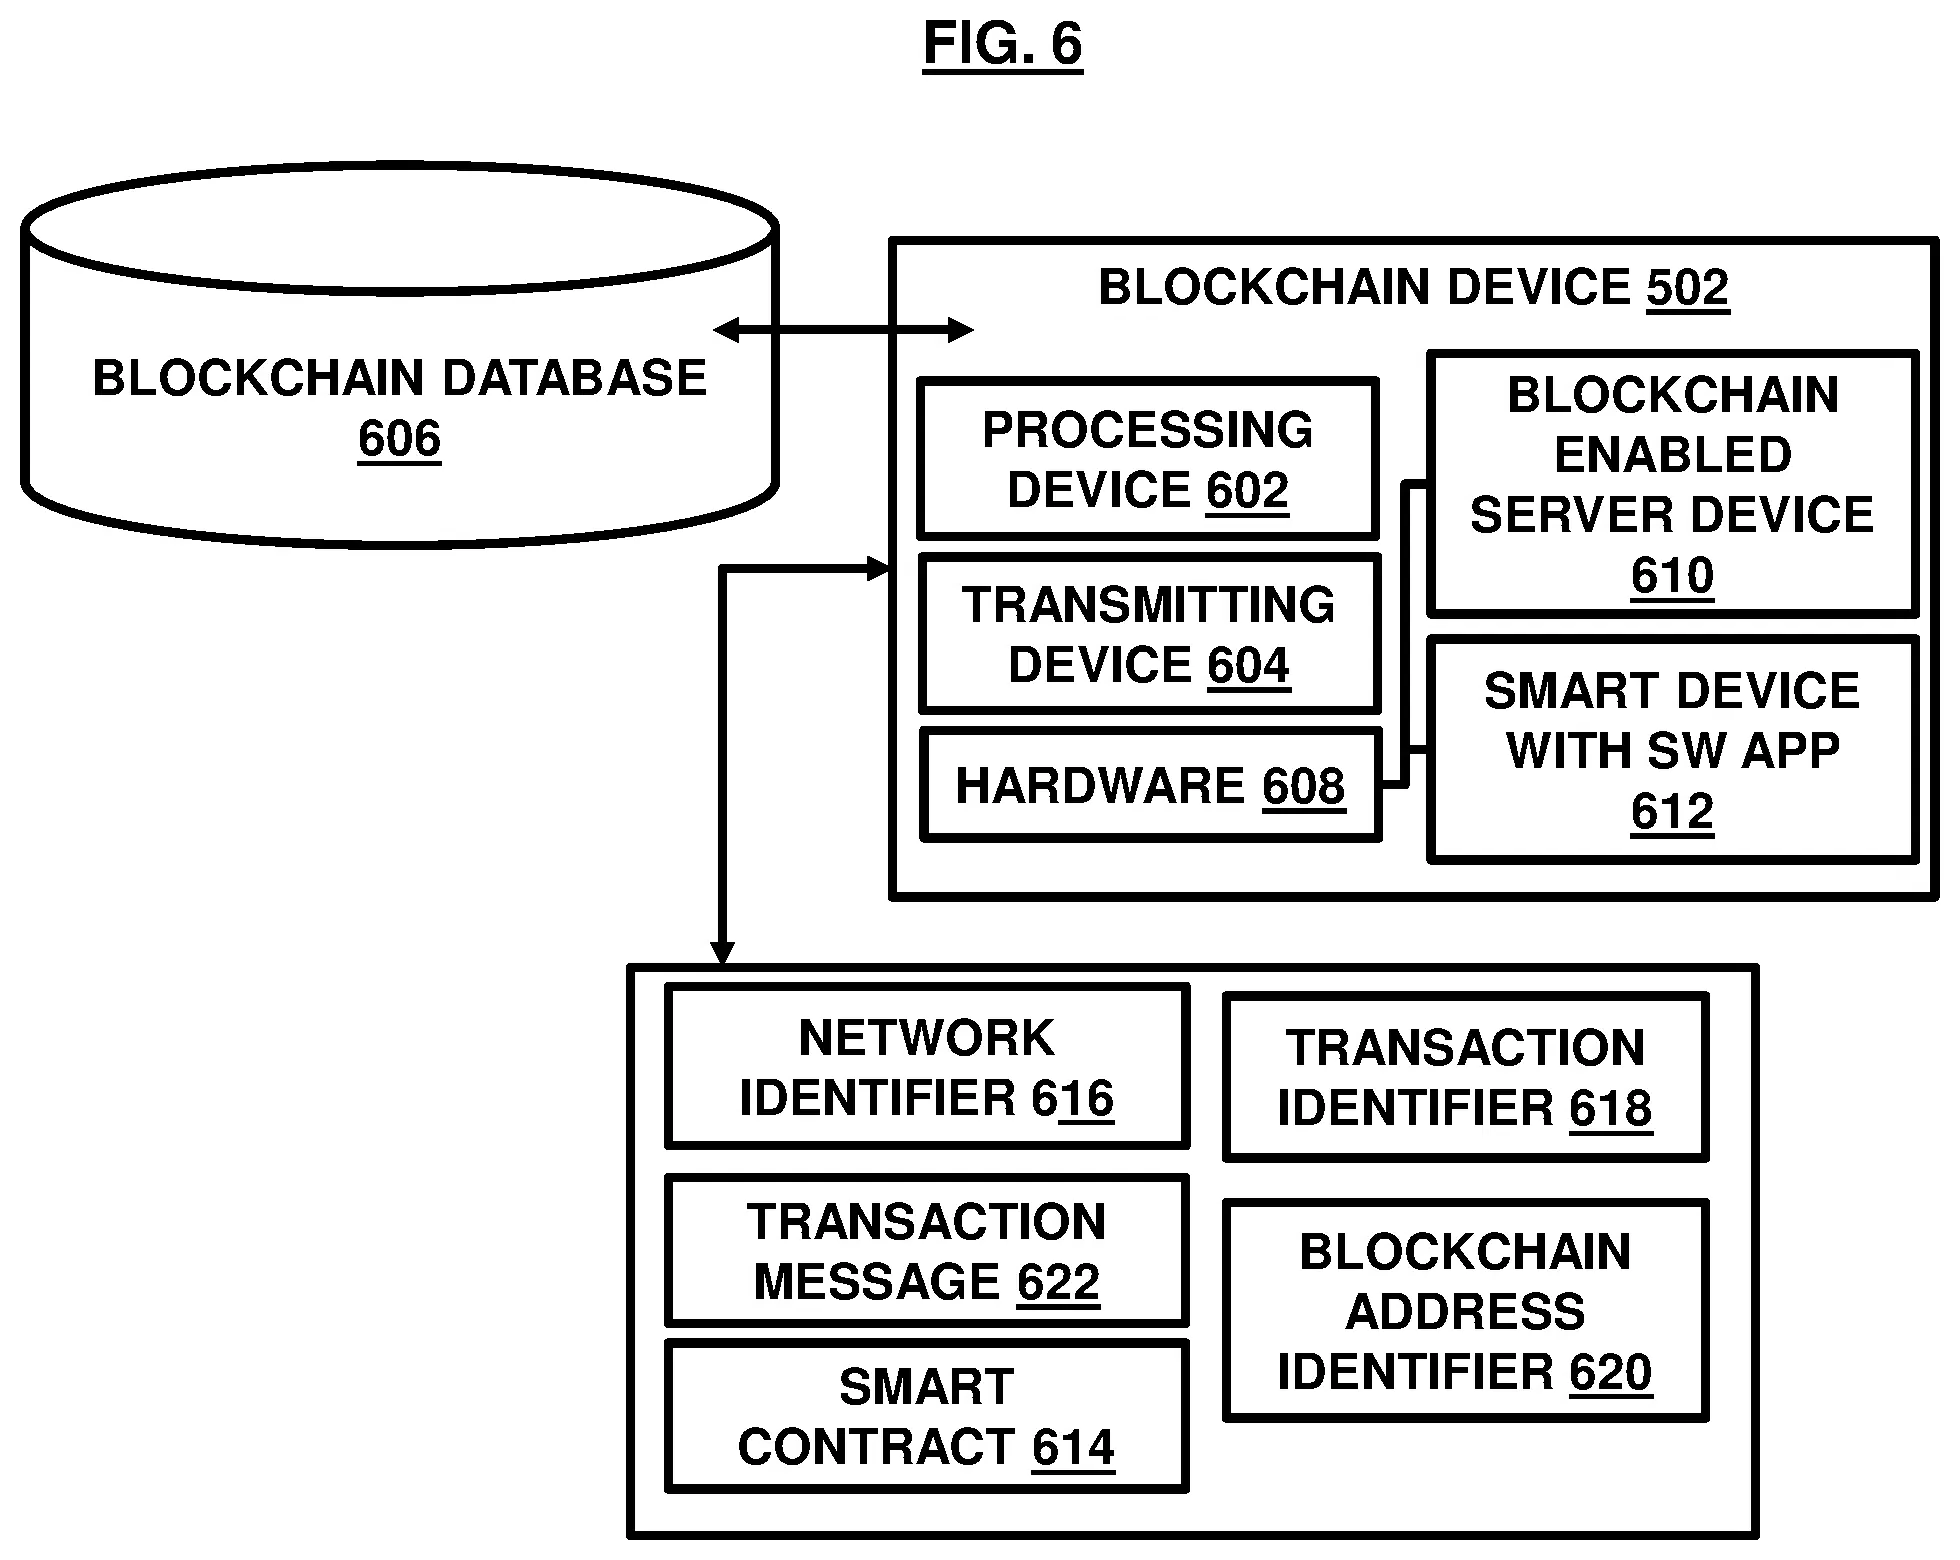 FIG. 6
BLOCKCHAIN DATABASE
606
BLOCKCHAIN DEVICE 502
PROCESSING
DEVICE 602
TRANSMITTING
DEVICE 604
HARDWARE 608
BLOCKCHAIN
ENABLED
SERVER DEVICE
610
SMART DEVICE
WITH SW APP
612
NETWORK
IDENTIFIER 616
TRANSACTION
MESSAGE 622
SMART
CONTRACT 614
TRANSACTION
IDENTIFIER 618
BLOCKCHAIN
ADDRESS
IDENTIFIER 620